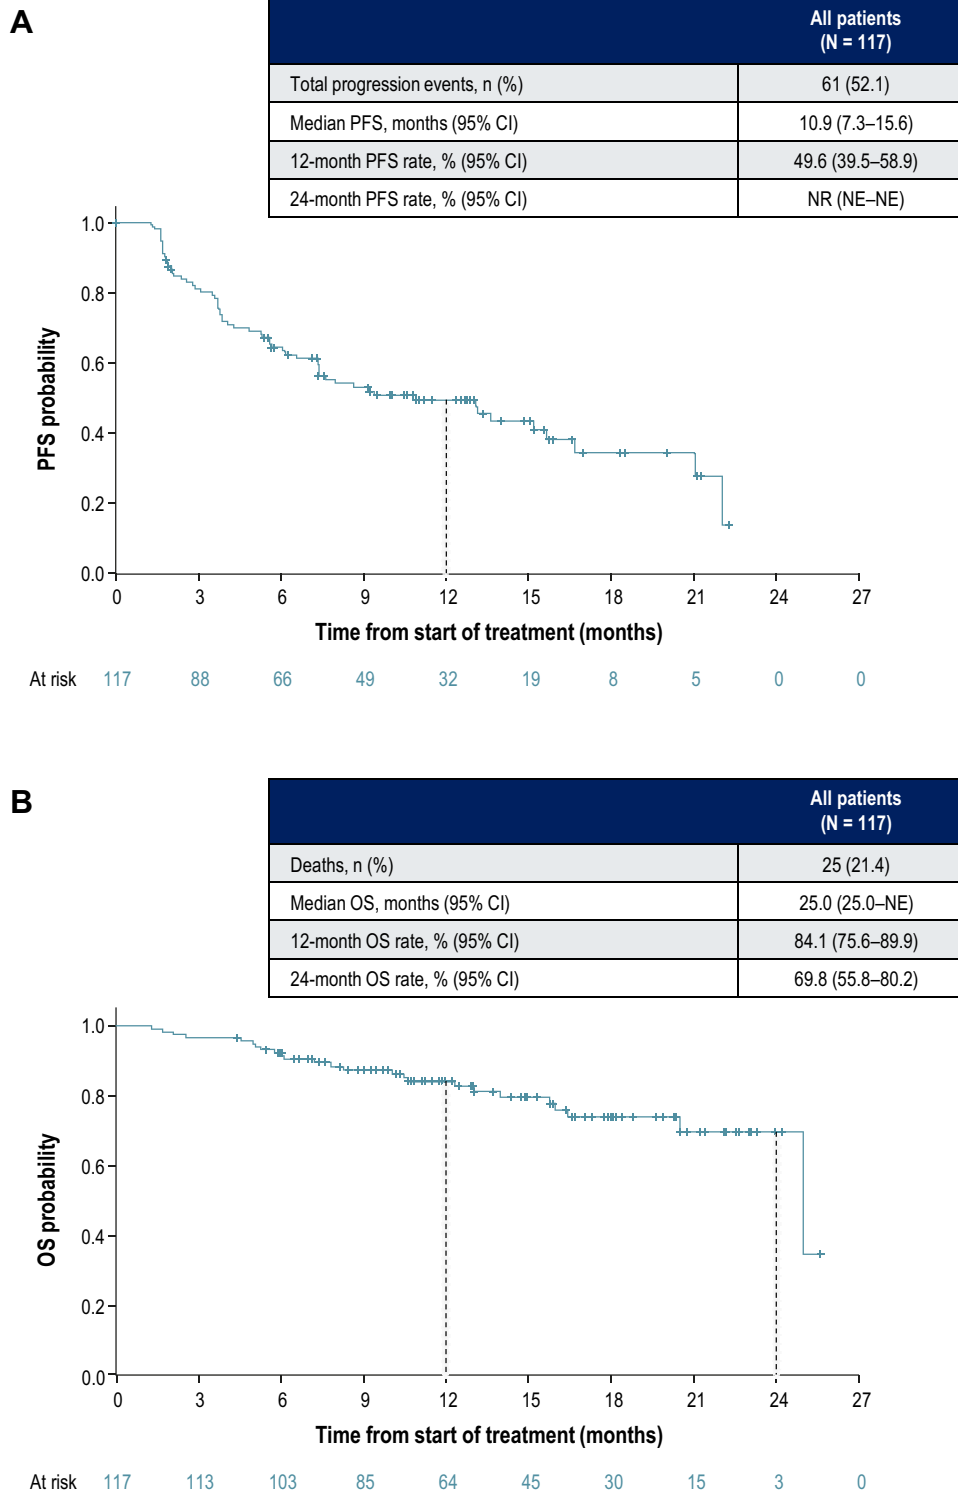 A
All patients
(N = 117)
Total progression events, n (%) 61 (52.1)
Median PFS, months (95% CI) 10.9 (7.3–15.6)
12-month PFS rate, % (95% CI) 49.6 (39.5–58.9)
24-month PFS rate, % (95% CI) NR (NE–NE)
1.0
0.8
0.6
0.4
0.2
0.0
PFS probability
0 3 6 9 12 15 18 21 24 27
Time from start of treatment (months)
At risk 117 88 66 49 32 19 8 5 0 0
B
All patients
(N = 117)
Deaths, n (%) 25 (21.4)
Median OS, months (95% CI) 25.0 (25.0–NE)
12-month OS rate, % (95% CI) 84.1 (75.6–89.9)
24-month OS rate, % (95% CI) 69.8 (55.8–80.2)
1.0
0.8
0.6
0.4
0.2
0.0
OS probability
0 3 6 9 12 15 18 21 24 27
Time from start of treatment (months)
At risk 117 113 103 85 64 45 30 15 3 0